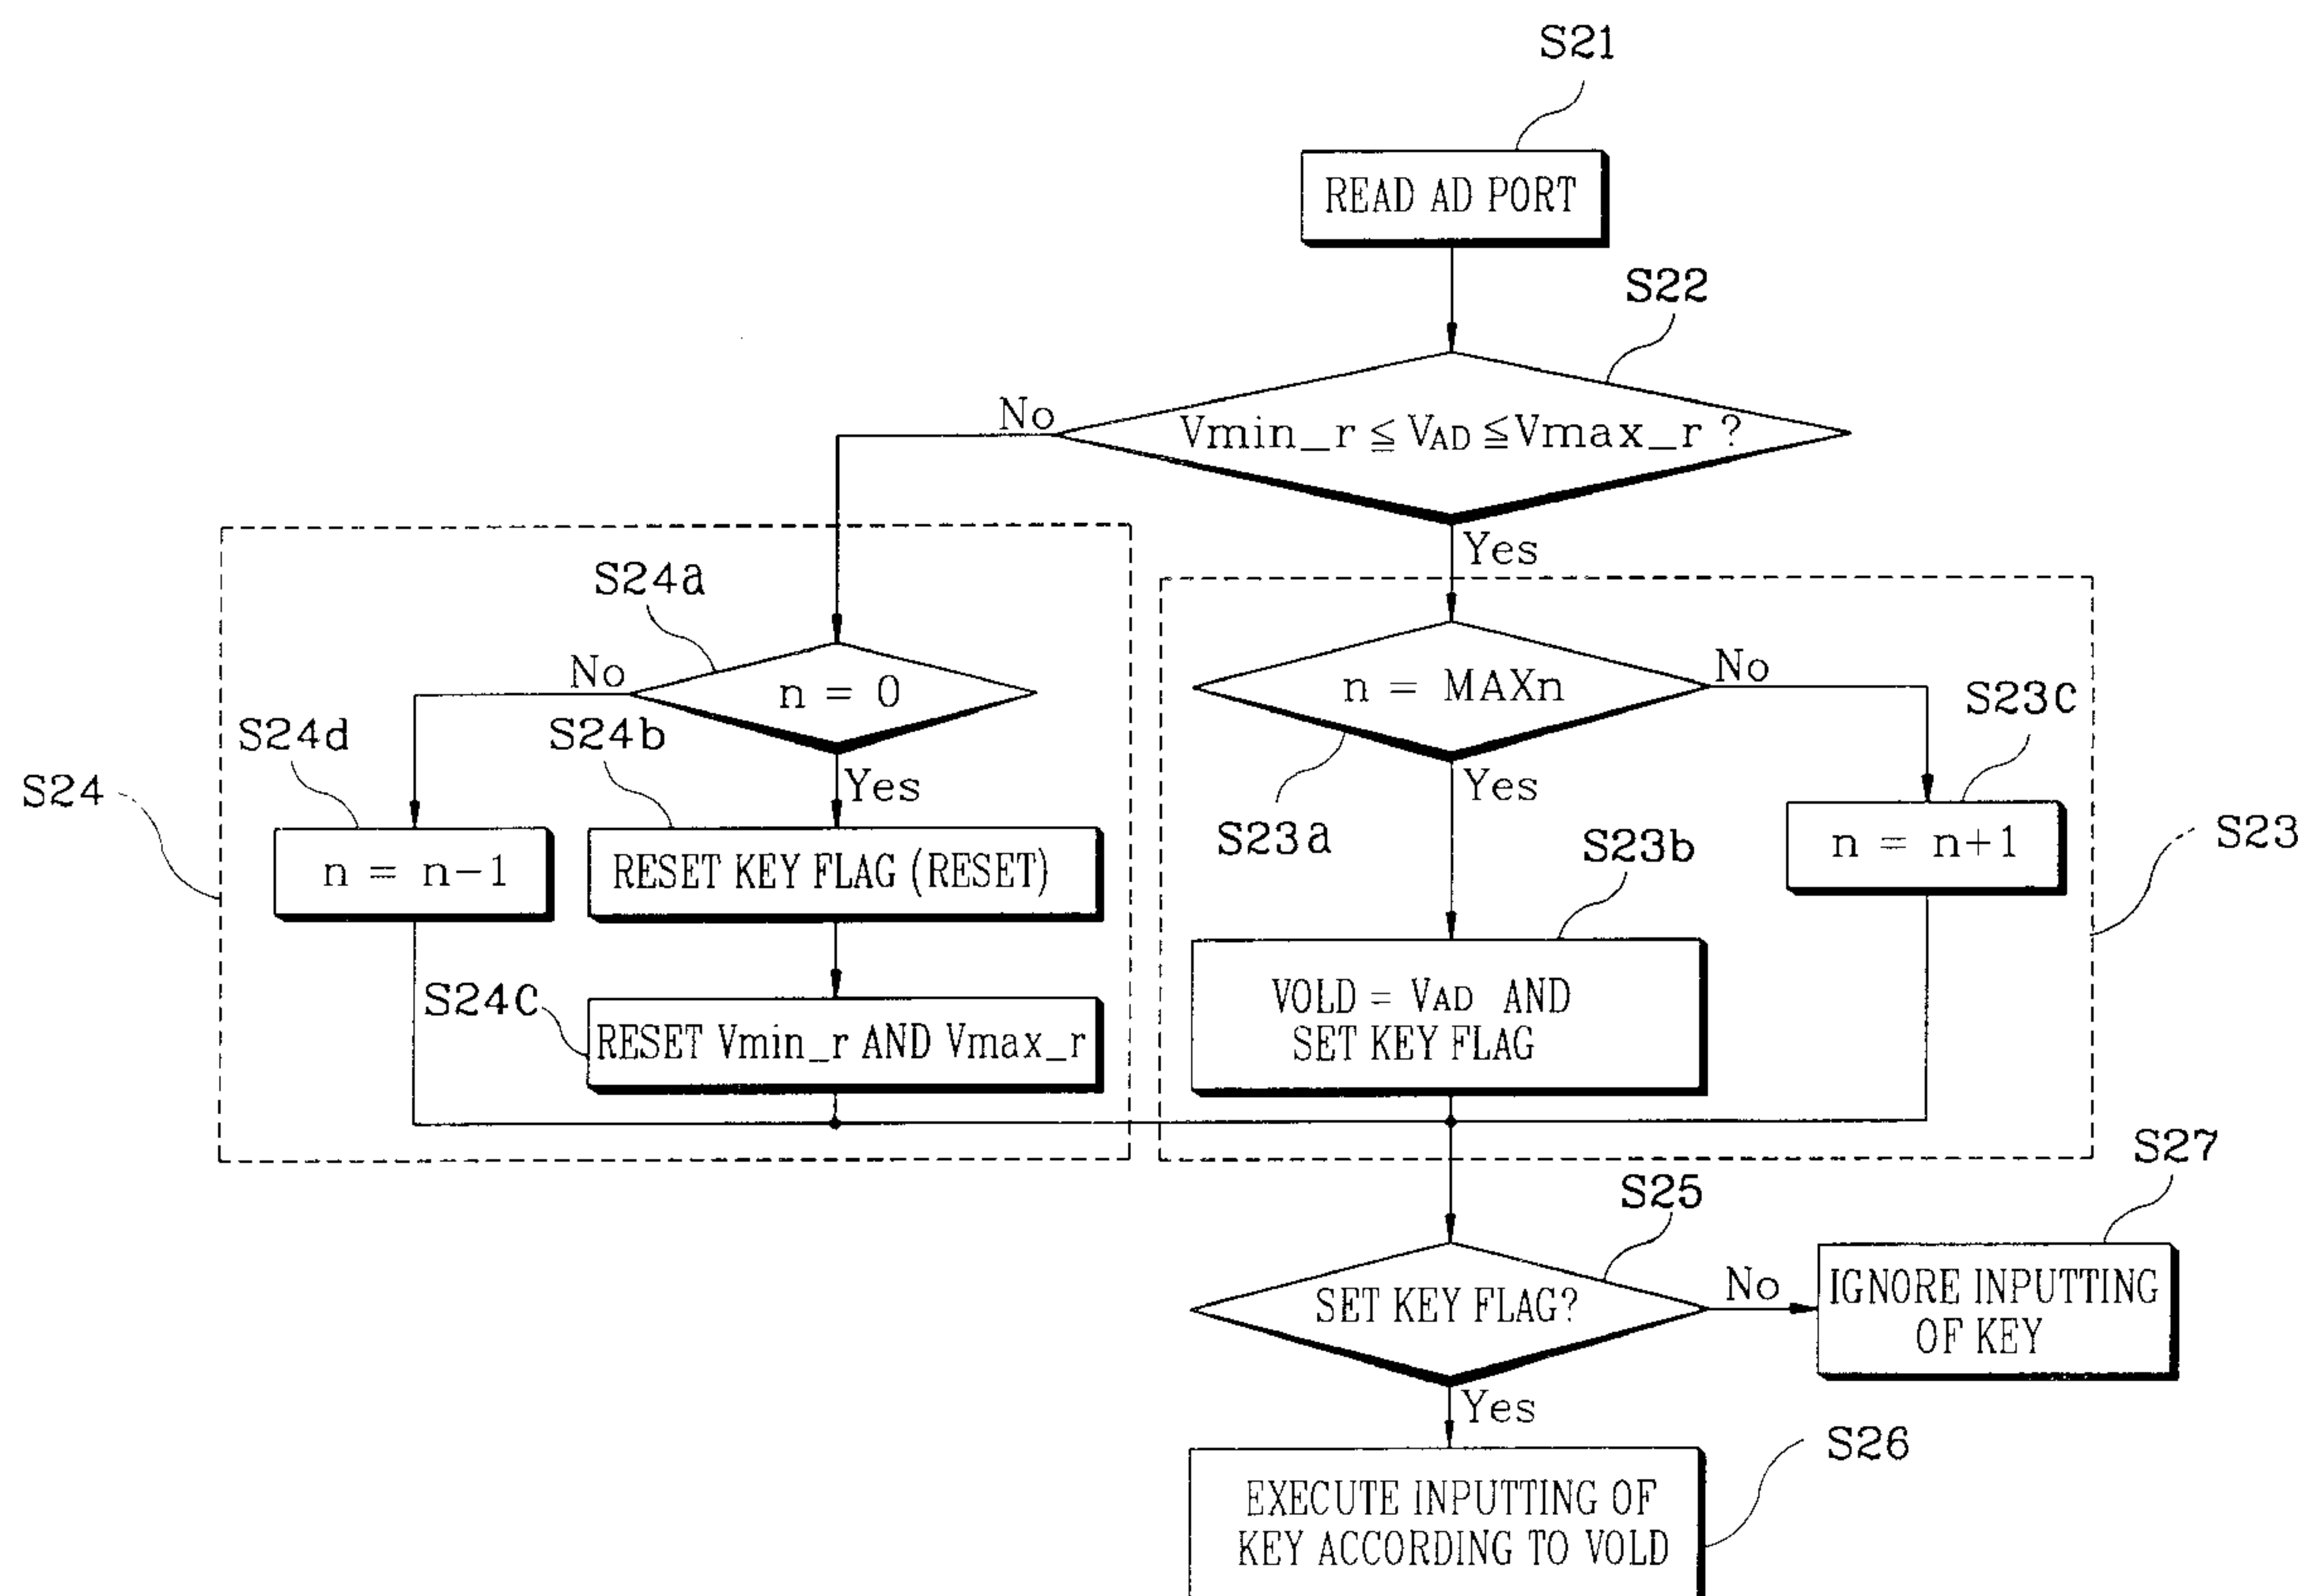 S21
READ AD PORT
S22
Vmin_r ≦ VAD ≦ Vmax_r ?
No
Yes
S24a
n = 0
No
Yes
n = MAXn
No
Yes
S23a
S23C
S24d
S24b
S24
n = n-1
RESET KEY FLAG (RESET)
S23b
n = n+1
S23
S24C
RESET Vmin_r AND Vmax_r
VOLD = VAD AND
SET KEY FLAG
S27
S25
SET KEY FLAG?
No
IGNORE INPUTTING
OF KEY
Yes
S26
EXECUTE INPUTTING OF
KEY ACCORDING TO VOLD